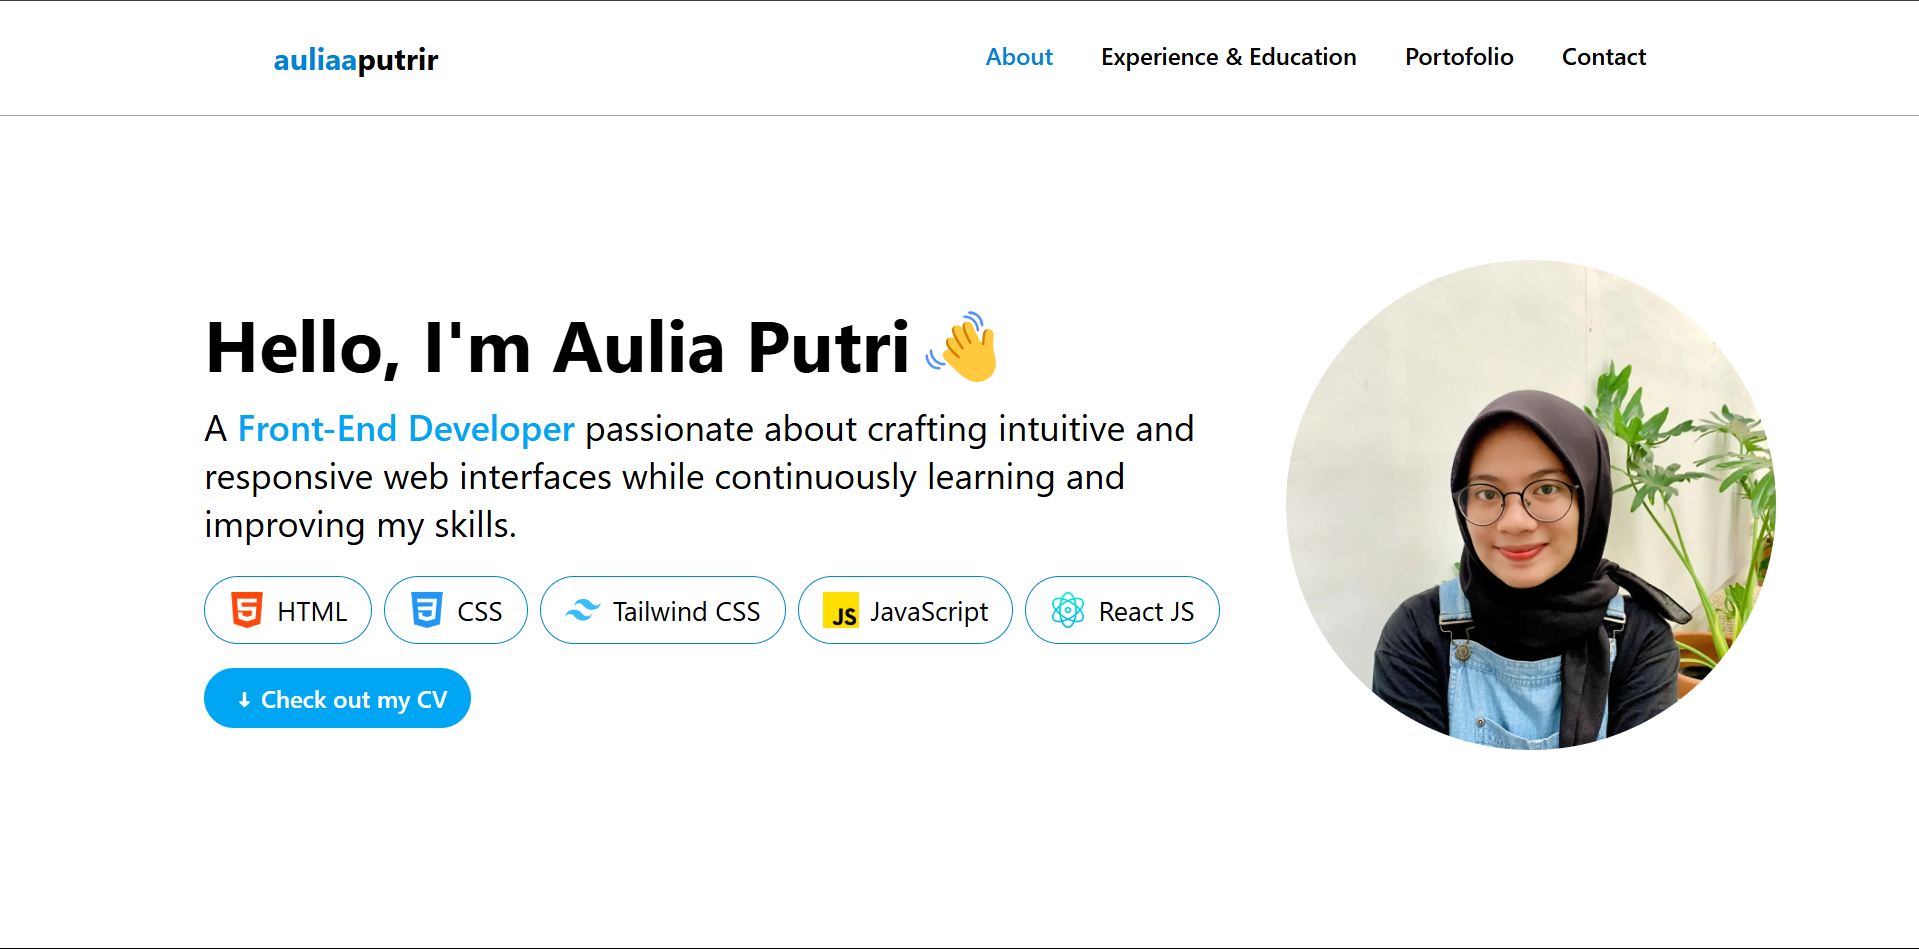 auliaaputrir
About Experience & Education Portofolio Contact
Hello, I'm Aulia Putri 👋
A Front-End Developer passionate about crafting intuitive and
responsive web interfaces while continuously learning and
improving my skills.
HTML CSS Tailwind CSS JS JavaScript React JS
↓ Check out my CV